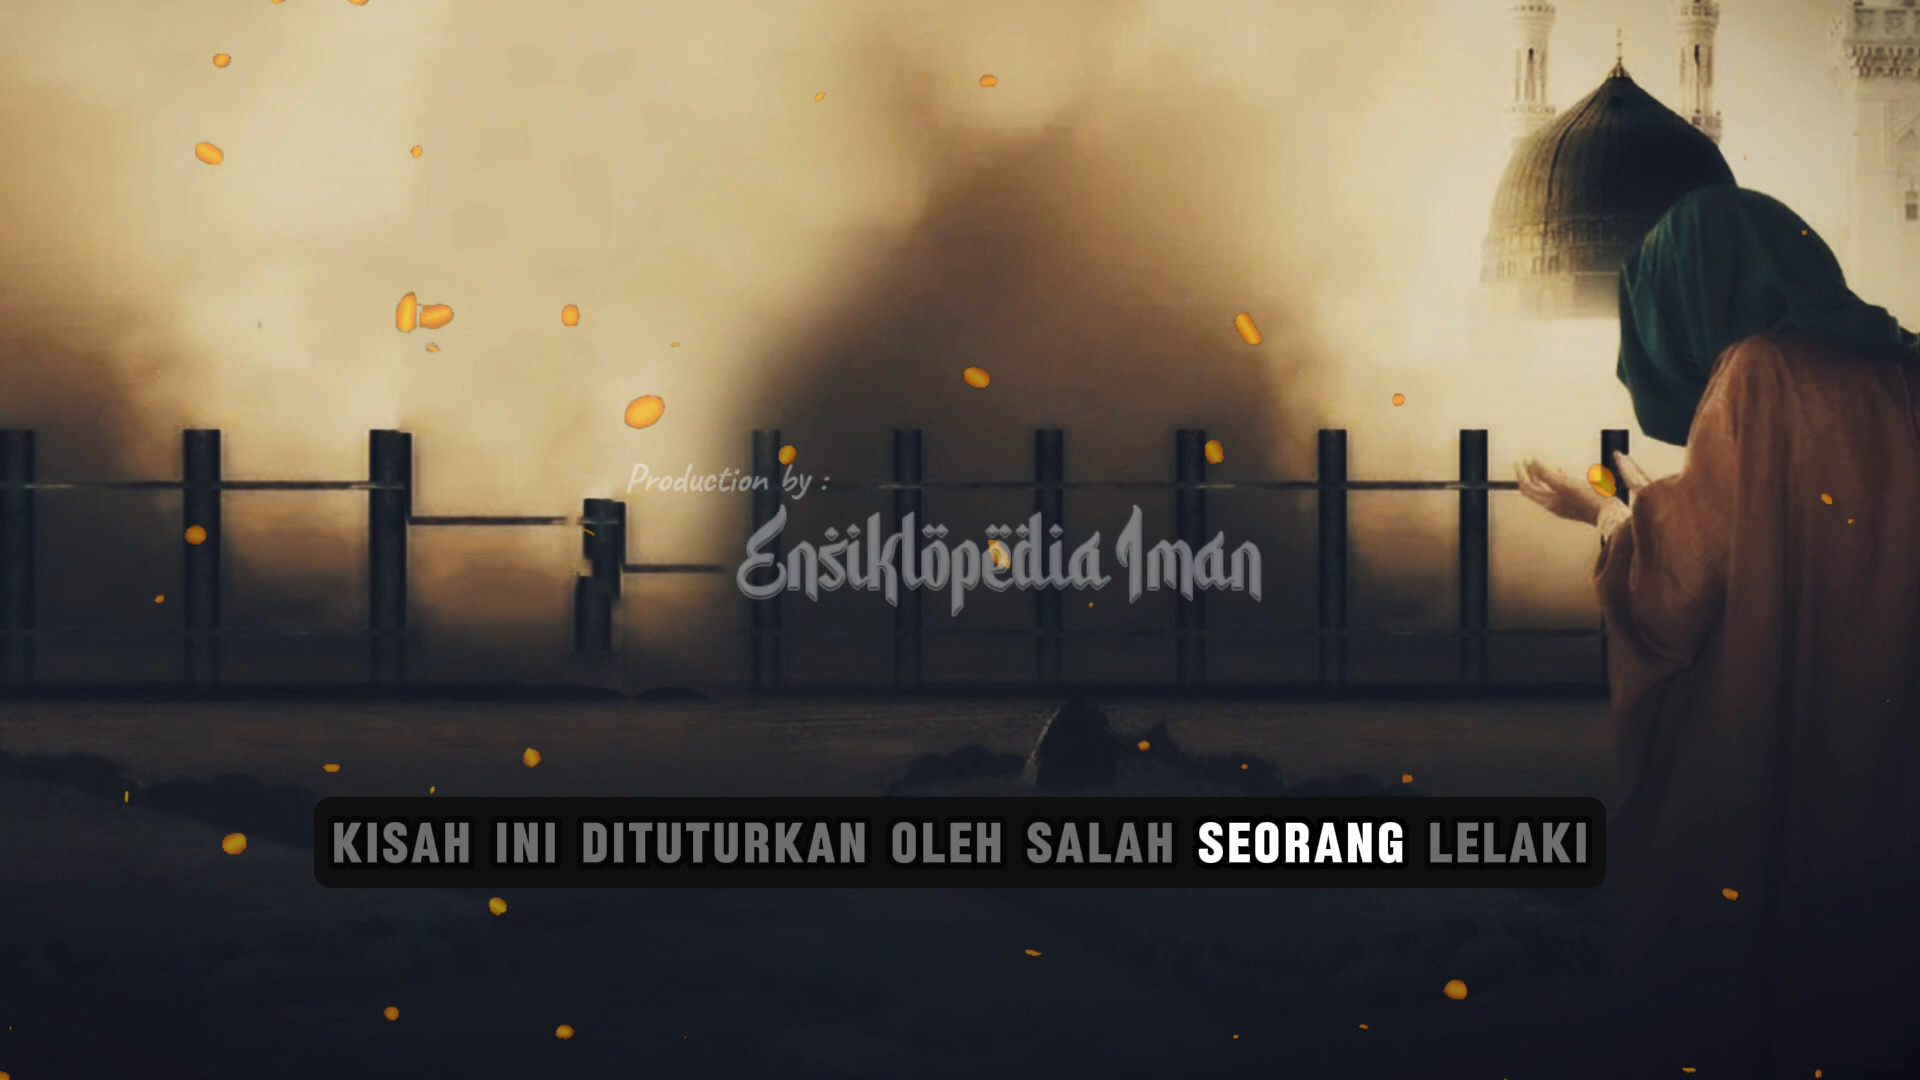 Production by :
Ensiklopedia Iman
KISAH INI DITUTURKAN OLEH SALAH SEORANG LELAKI